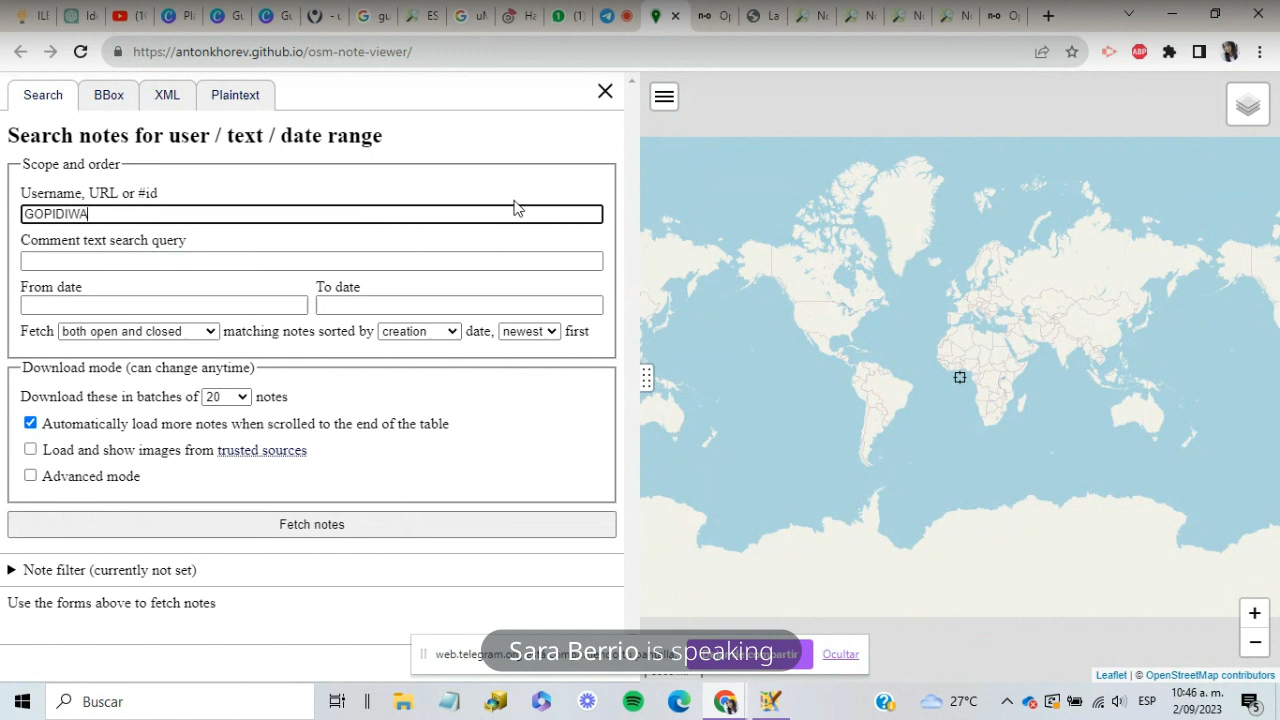 https://antonkhorev.github.io/osm-note-viewer/
ABP
Search BBox XML Plaintext
Search notes for user / text / date range
Scope and order
Username, URL or #id
GOPIDIWA
Comment text search query
From date To date
Fetch both open and closed matching notes sorted by creation date, newest first
Download mode (can change anytime)
Download these in batches of 20 notes
Automatically load more notes when scrolled to the end of the table
Load and show images from trusted sources
Advanced mode
Fetch notes
Note filter (currently not set)
Use the forms above to fetch notes
+
−
Sara Berrio is speaking
web.telegram Ocultar
Leaflet | © OpenStreetMap contributors
Buscar
27°C
ESP
10:46 a. m.
2/09/2023
5